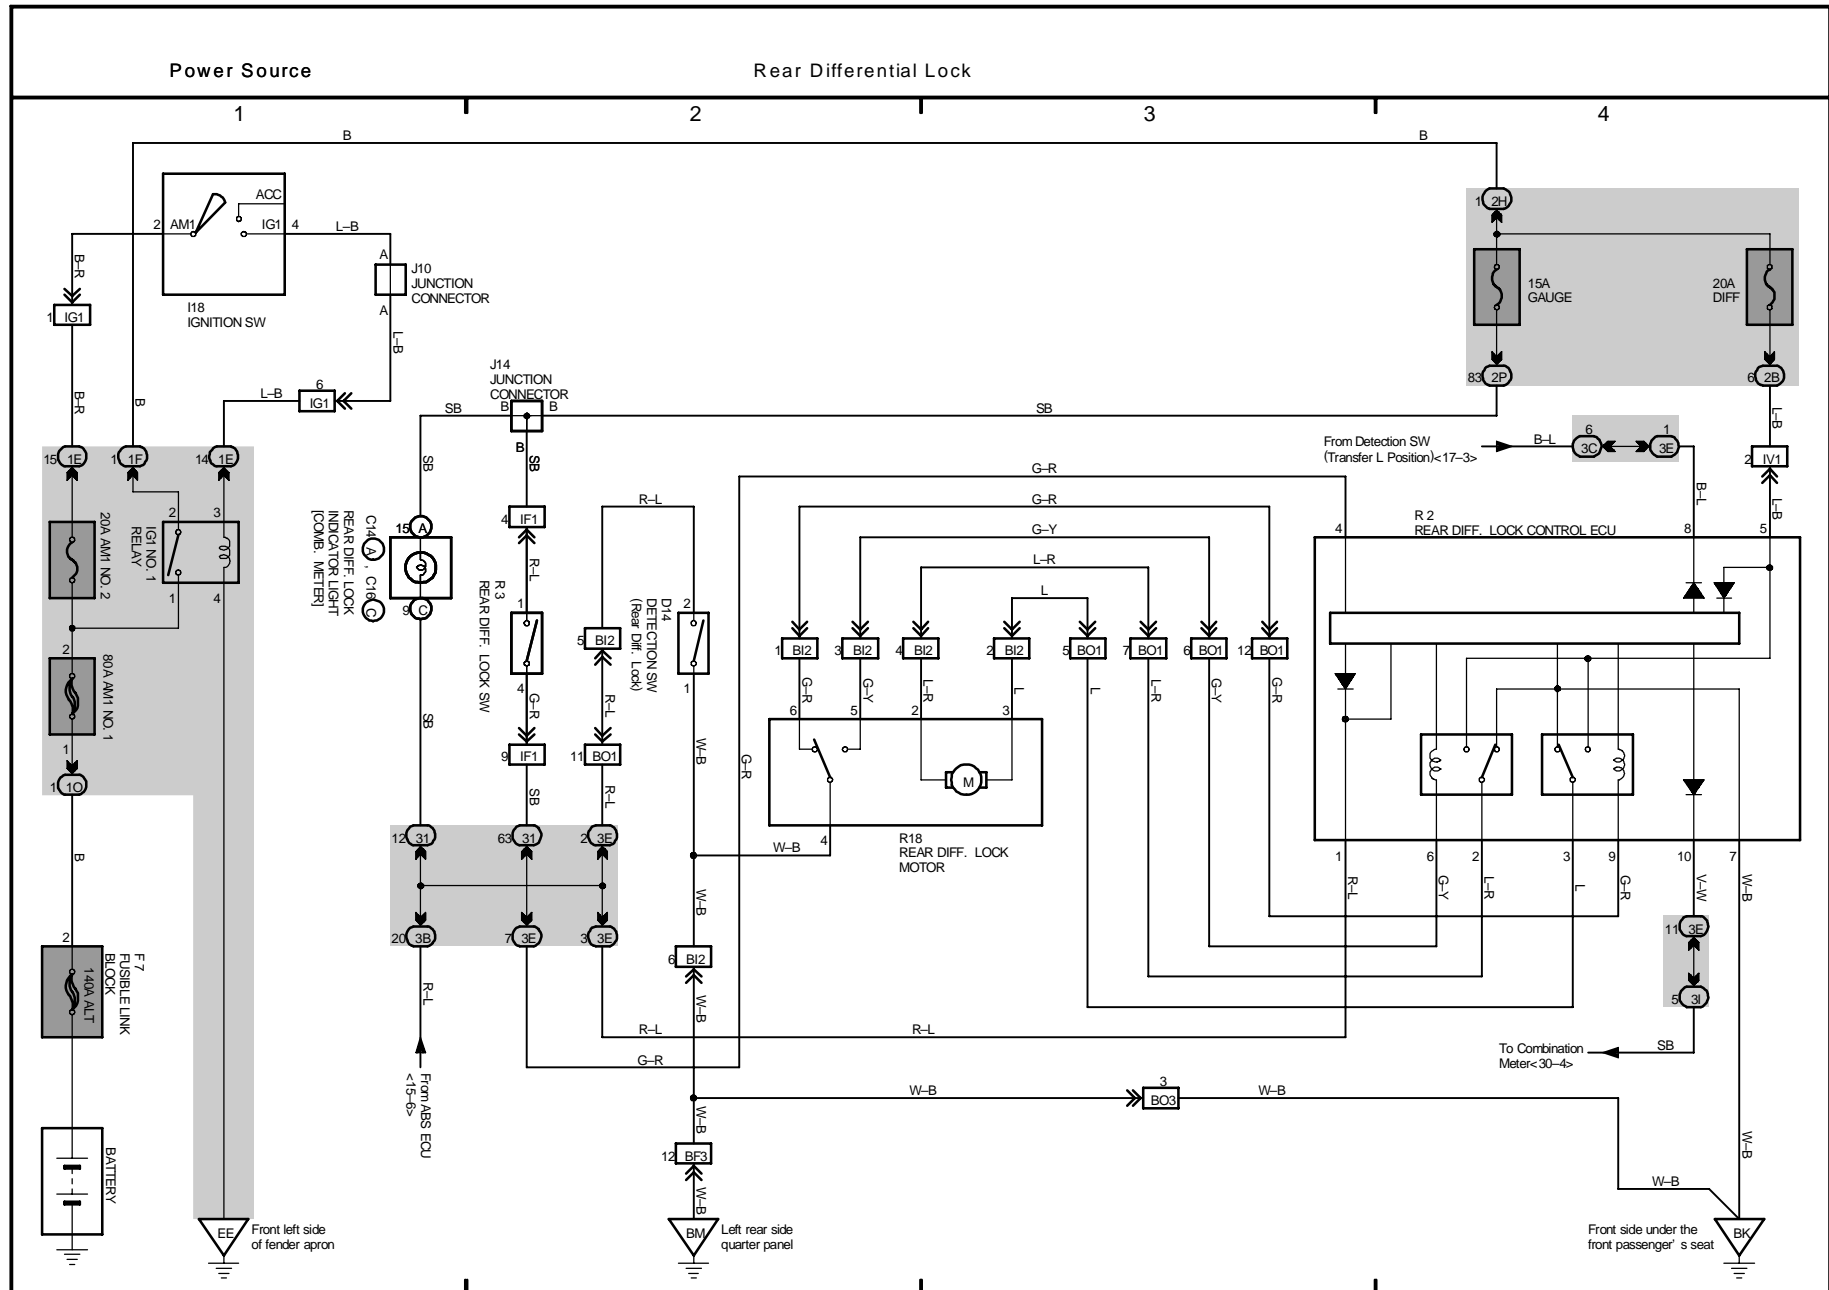 Power Source
Rear Differential Lock
1
2
3
4
B
B
ACC
2
AM1
IG1
4
L–B
A
J10
JUNCTION
CONNECTOR
A
L–B
I18
IGNITION SW
B–R
1
IG1
B–R
B
L–B
6
IG1
1
2H
15A
GAUGE
20A
DIFF
83
2P
6
2B
J14
JUNCTION
CONNECTOR
SB
B
B
SB
B
SB
SB
From Detection SW
(Transfer L Position)<17–3>
B–L
6
3C
1
3E
L–B
2
IV1
L–B
B–L
15
1E
1
1F
14
1E
2
3
20A AM1 NO. 2
IG1 NO. 1
RELAY
1
4
2
80A AM1 NO. 1
1
1
1O
C14
A
,
C16
C
REAR DIFF. LOCK
INDICATOR LIGHT
[COMB. METER]
15
A
9
C
4
IF1
R–L
R 3
REAR DIFF. LOCK SW
1
4
G–R
9
IF1
SB
SB
R–L
5
BI2
R–L
11
BO1
R–L
D14
DETECTION SW
(Rear Diff. Lock)
2
1
W–B
G–R
G–R
G–R
G–Y
L–R
L
1
BI2
3
BI2
4
BI2
2
BI2
5
BO1
7
BO1
6
BO1
12
BO1
G–R
G–Y
L–R
L
L
L–R
G–Y
G–R
6
5
2
3
M
4
W–B
R18
REAR DIFF. LOCK
MOTOR
4
R 2
REAR DIFF. LOCK CONTROL ECU
8
5
1
6
2
3
9
10
7
R–L
G–Y
L–R
L
G–R
V–W
W–B
12
31
63
31
2
3E
20
3B
7
3E
3
3E
11
3E
5
3I
W–B
6
BI2
W–B
B
2
F 7
FUSIBLE LINK
BLOCK
140A ALT
R–L
From ABS ECU
<15–6>
R–L
R–L
G–R
To Combination
Meter<30–4>
SB
W–B
3
BO3
W–B
W–B
12
BF3
W–B
W–B
W–B
BATTERY
EE
Front left side
of fender apron
BM
Left rear side
quarter panel
Front side under the
front passenger' s seat
BK